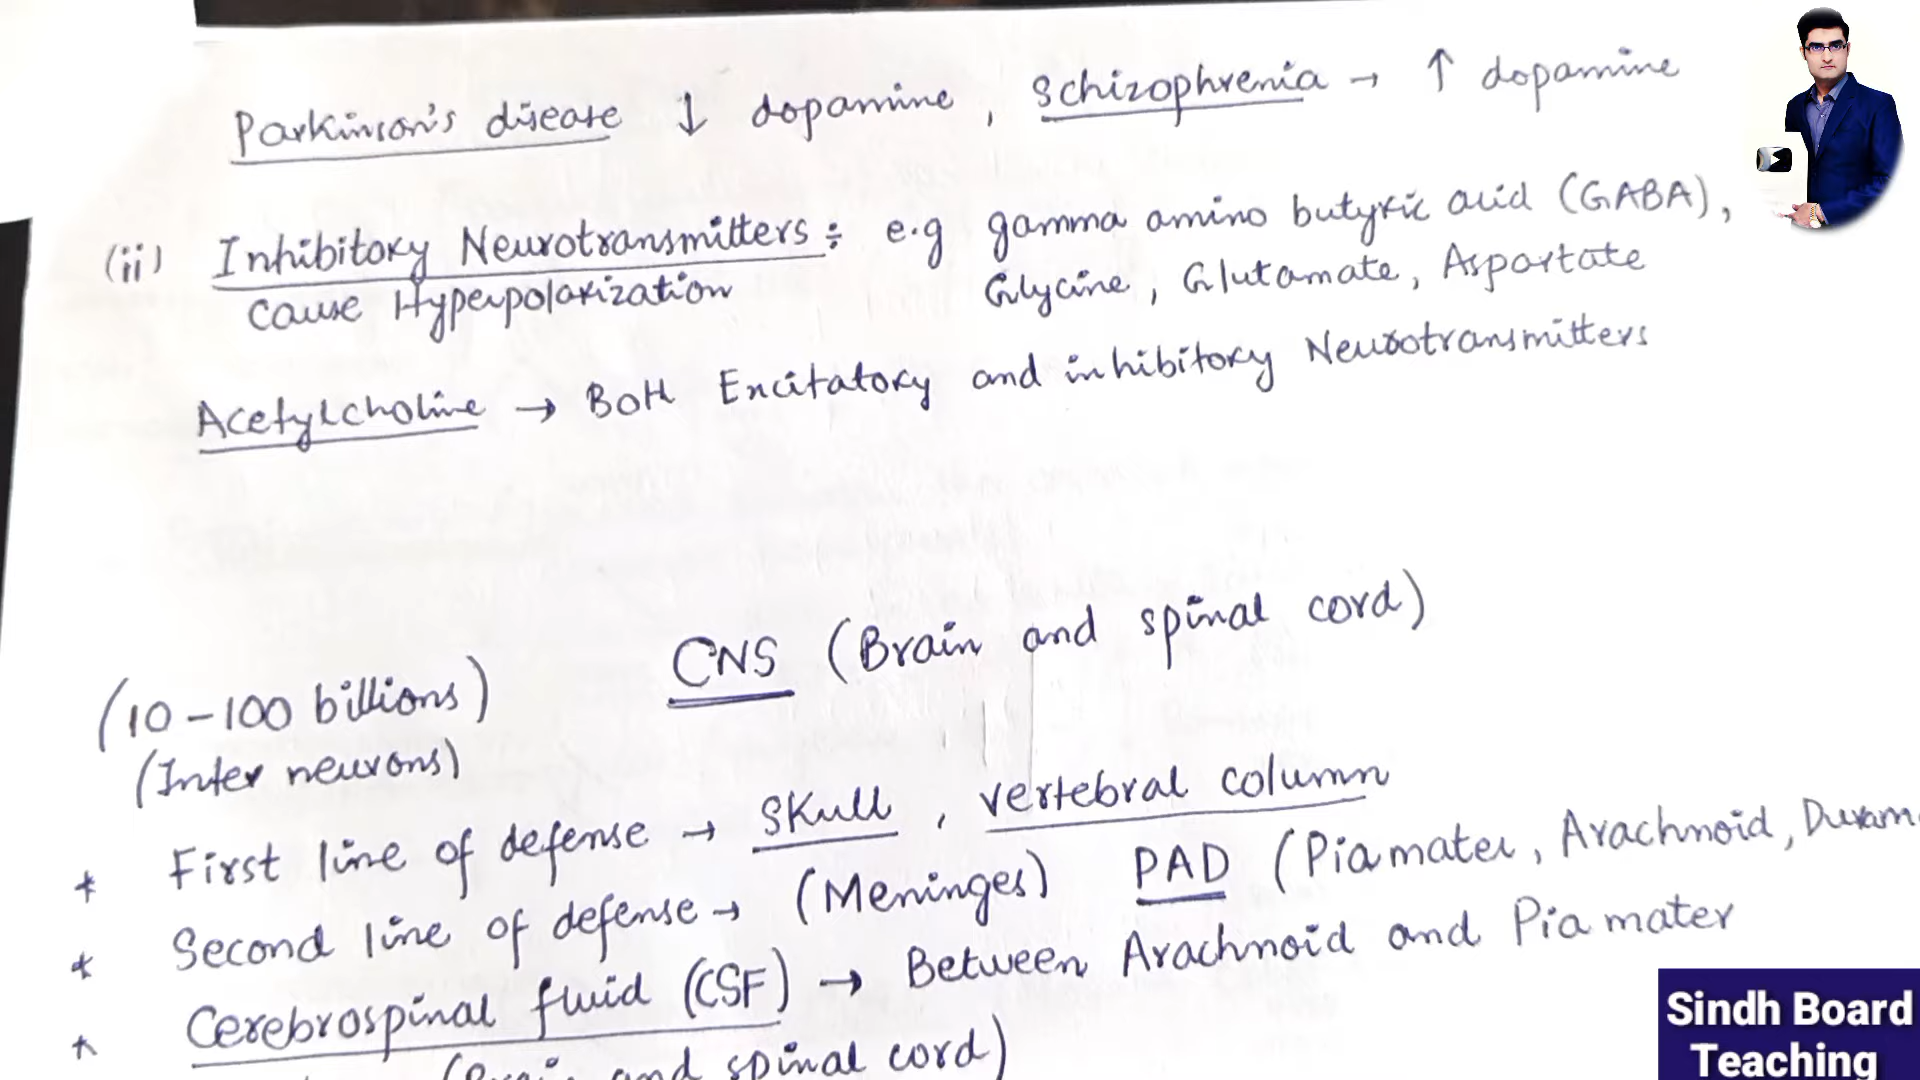 Parkinson's disease ↓ dopamine, Schizophrenia → ↑ dopamine
(ii) Inhibitory Neurotransmitters: e.g gamma amino butyric acid (GABA),
cause Hyperpolarization Glycine, Glutamate, Aspartate
Acetylcholine → Both Excitatory and inhibitory Neurotransmitters
CNS (Brain and spinal cord)
(10-100 billions)
(Inter neurons)
* First line of defense → Skull, vertebral column
* Second line of defense → (Meninges) PAD (Piamater, Arachnoid, Duram
* Cerebrospinal fluid (CSF) → Between Arachnoid and Pia mater
(Brain and spinal cord)
Sindh Board
Teaching